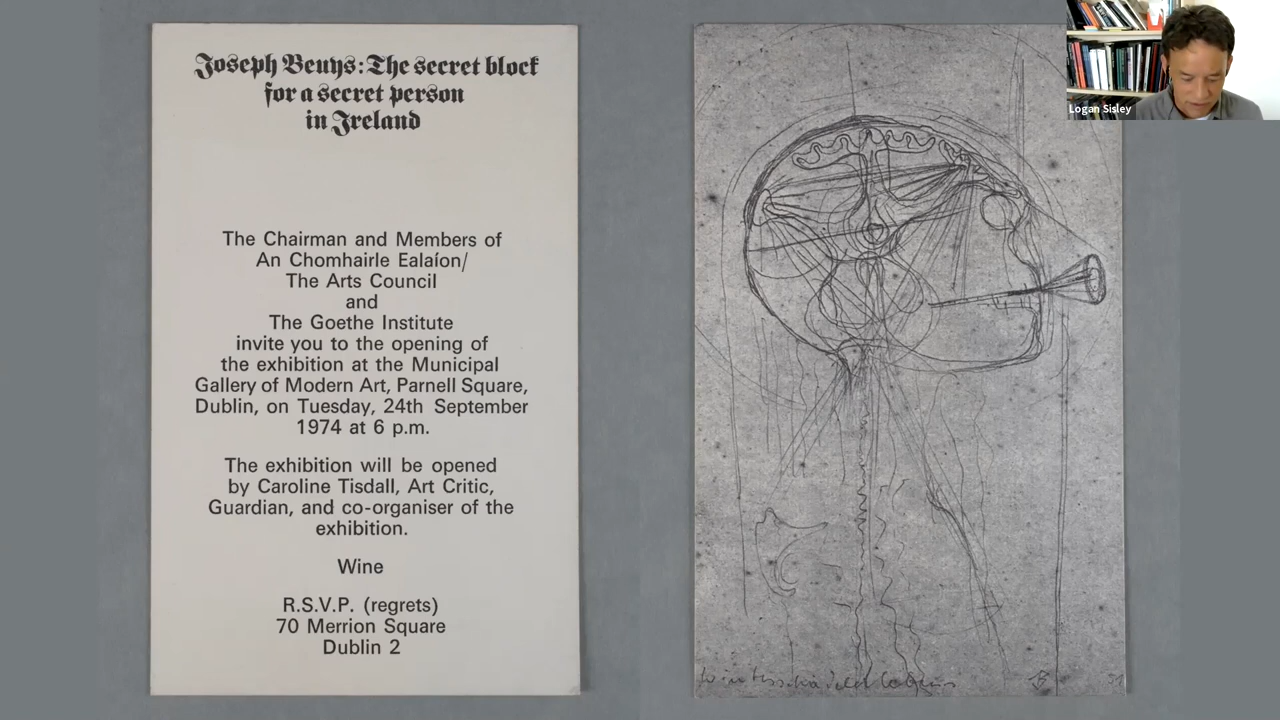 Joseph Beuys: The secret block
for a secret person
in Ireland
The Chairman and Members of
An Chomhairle Ealaíon/
The Arts Council
and
The Goethe Institute
invite you to the opening of
the exhibition at the Municipal
Gallery of Modern Art, Parnell Square,
Dublin, on Tuesday, 24th September
1974 at 6 p.m.
The exhibition will be opened
by Caroline Tisdall, Art Critic,
Guardian, and co-organiser of the
exhibition.
Wine
R.S.V.P. (regrets)
70 Merrion Square
Dublin 2
Logan Sisley